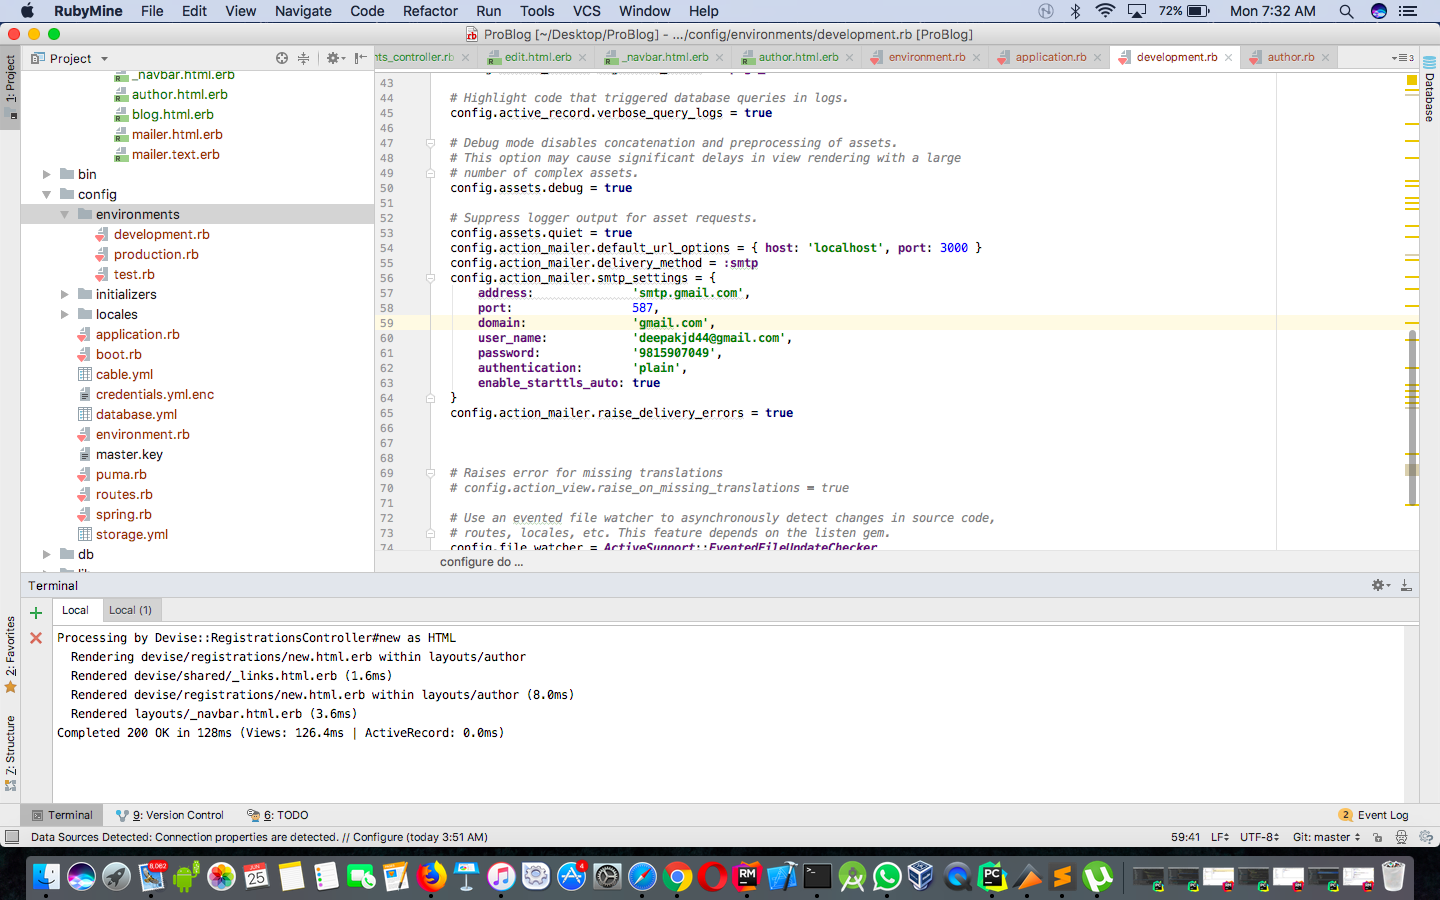 RubyMine File Edit View Navigate Code Refactor Run Tools VCS Window Help 72% Mon 7:32 AM
ProBlog [~/Desktop/ProBlog] - .../config/environments/development.rb [ProBlog]
Project
nts_controller.rb edit.html.erb _navbar.html.erb author.html.erb environment.rb application.rb development.rb author.rb 3
1: Project
Database
_navbar.html.erb
author.html.erb
blog.html.erb
mailer.html.erb
mailer.text.erb
bin
config
environments
development.rb
production.rb
test.rb
initializers
locales
application.rb
boot.rb
cable.yml
credentials.yml.enc
database.yml
environment.rb
master.key
puma.rb
routes.rb
spring.rb
storage.yml
db
43
44 # Highlight code that triggered database queries in logs.
45 config.active_record.verbose_query_logs = true
46
47 # Debug mode disables concatenation and preprocessing of assets.
48 # This option may cause significant delays in view rendering with a large
49 # number of complex assets.
50 config.assets.debug = true
51
52 # Suppress logger output for asset requests.
53 config.assets.quiet = true
54 config.action_mailer.default_url_options = { host: 'localhost', port: 3000 }
55 config.action_mailer.delivery_method = :smtp
56 config.action_mailer.smtp_settings = {
57 address: 'smtp.gmail.com',
58 port: 587,
59 domain: 'gmail.com',
60 user_name: 'deepakjd44@gmail.com',
61 password: '9815907049',
62 authentication: 'plain',
63 enable_starttls_auto: true
64 }
65 config.action_mailer.raise_delivery_errors = true
66
67
68
69 # Raises error for missing translations
70 # config.action_view.raise_on_missing_translations = true
71
72 # Use an evented file watcher to asynchronously detect changes in source code,
73 # routes, locales, etc. This feature depends on the listen gem.
74 config.file_watcher = ActiveSupport::EventedFileUpdateChecker
configure do ...
Terminal
Local Local (1)
2: Favorites
Z: Structure
Processing by Devise::RegistrationsController#new as HTML
Rendering devise/registrations/new.html.erb within layouts/author
Rendered devise/shared/_links.html.erb (1.6ms)
Rendered devise/registrations/new.html.erb within layouts/author (8.0ms)
Rendered layouts/_navbar.html.erb (3.6ms)
Completed 200 OK in 128ms (Views: 126.4ms | ActiveRecord: 0.0ms)
Terminal 9: Version Control 6: TODO 2 Event Log
Data Sources Detected: Connection properties are detected. // Configure (today 3:51 AM) 59:41 LF UTF-8 Git: master
8,062 JUN 25 4 RM PC